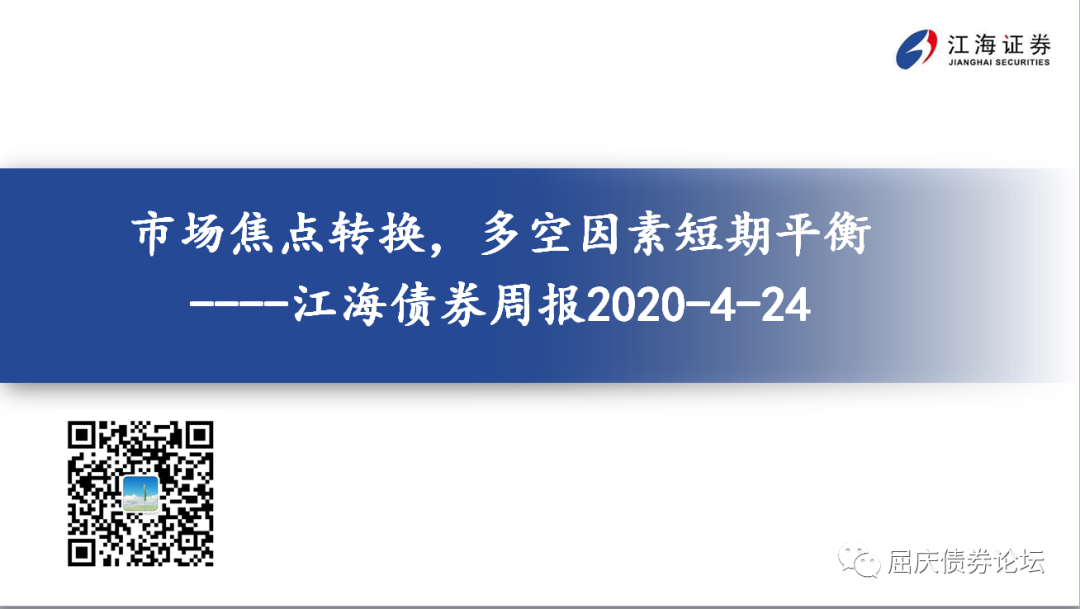 江海证券
JIANGHAI SECURITIES
市场焦点转换，多空因素短期平衡
----江海债券周报2020-4-24
屈庆债券论坛